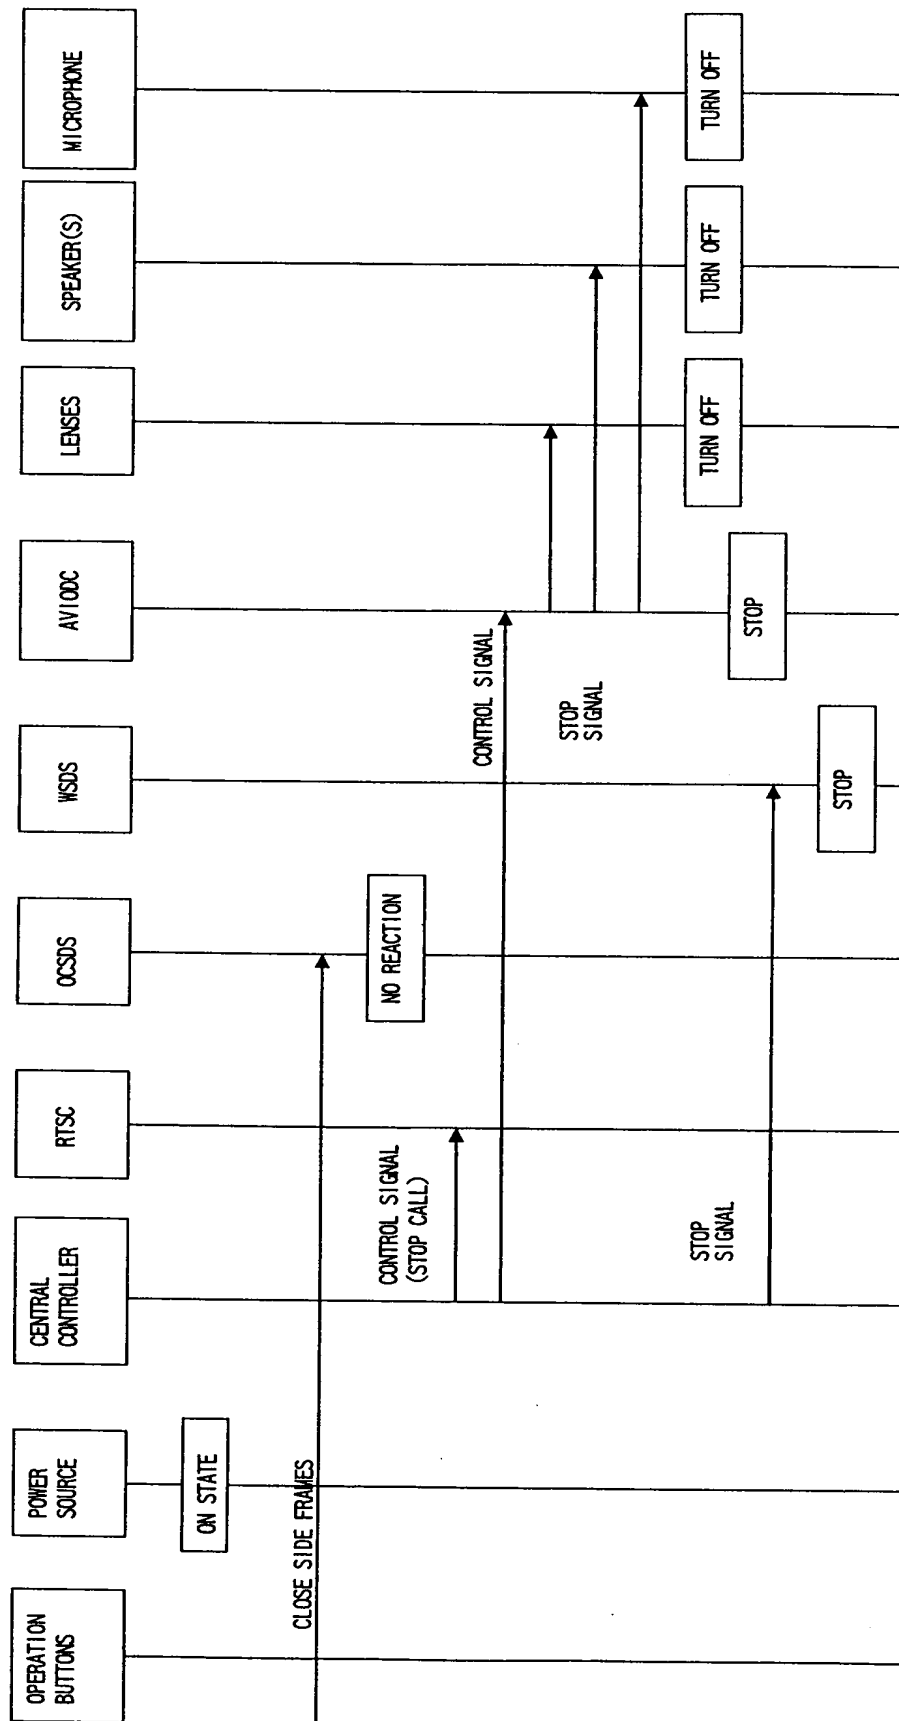 OPERATION
BUTTONS
POWER
SOURCE
CENTRAL
CONTROLLER
RTSC
OCSDS
WSDS
AVIODC
LENSES
SPEAKER(S)
MICROPHONE
ON STATE
CLOSE SIDE FRAMES
NO REACTION
CONTROL SIGNAL
(STOP CALL)
CONTROL SIGNAL
STOP
SIGNAL
TURN OFF
TURN OFF
TURN OFF
STOP
STOP
SIGNAL
STOP